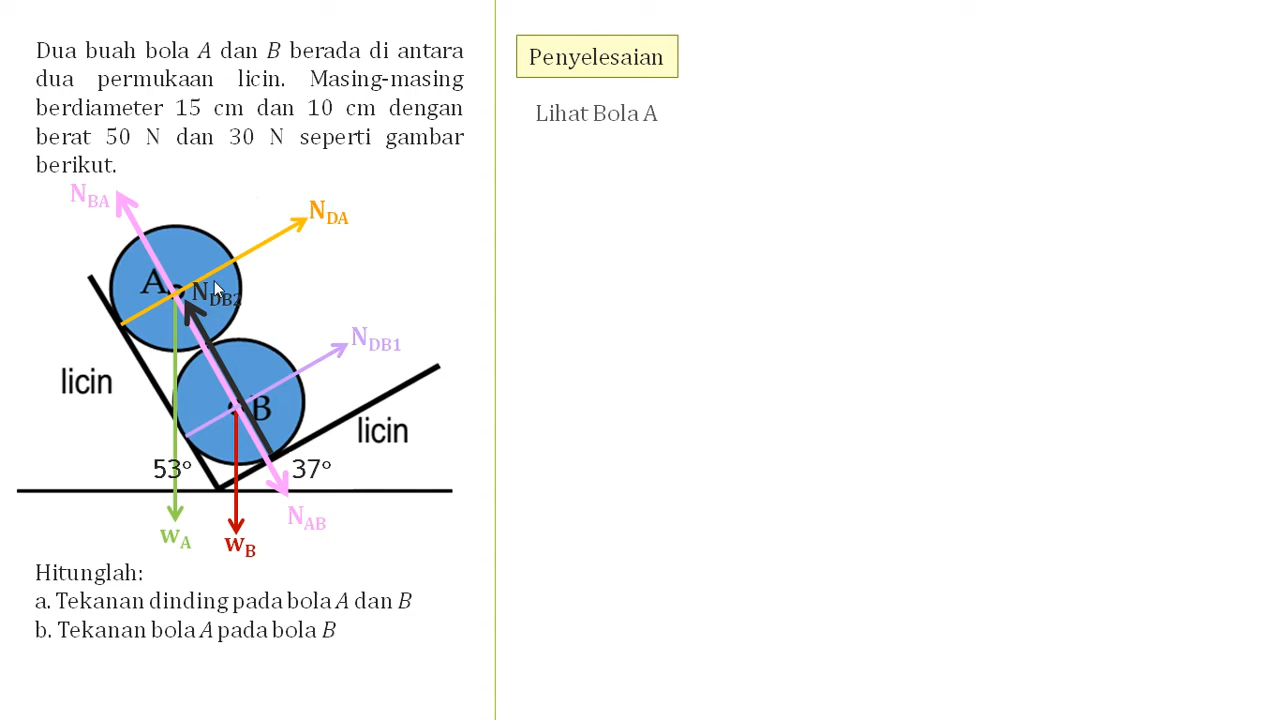 Dua buah bola A dan B berada di antara
dua permukaan licin. Masing-masing
berdiameter 15 cm dan 10 cm dengan
berat 50 N dan 30 N seperti gambar
berikut.
N_BA
N_DA
A
N_DB2
N_DB1
licin
B
licin
53°
37°
N_AB
w_A
w_B
Hitunglah:
a. Tekanan dinding pada bola A dan B
b. Tekanan bola A pada bola B
Penyelesaian
Lihat Bola A